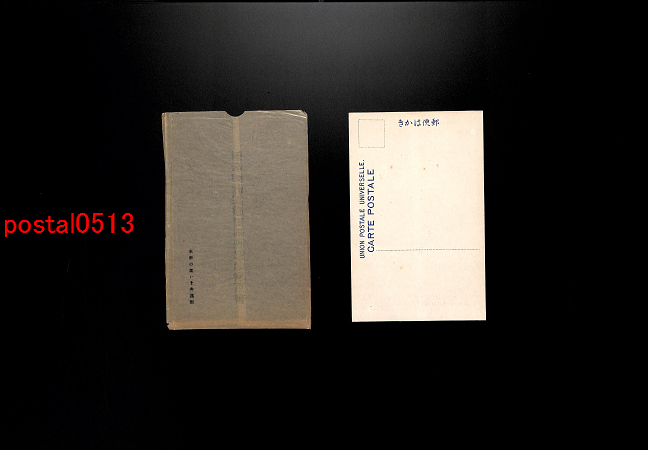 postal0513
きかは便郵
UNION POSTALE UNIVERSELLE.
CARTE POSTALE